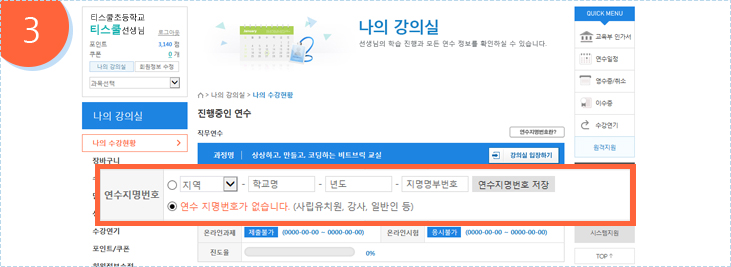 3
티스쿨초등학교
티스쿨선생님 로그아웃
포인트 3,140 점
쿠폰 0 개
나의 강의실 회원정보 수정
과목선택
나의 강의실
나의 수강현황
장바구니
수강연기
포인트/쿠폰
회원정보수정
나의 강의실
선생님의 학습 진행과 모든 연수 정보를 확인하실 수 있습니다.
> 나의 강의실 > 나의 수강현황
진행중인 연수
직무연수 연수지명번호란?
과정명 상상하고, 만들고, 코딩하는 비트브릭 교실 강의실 입장하기
연수지명번호 지역 - 학교명 - 년도 - 지명명부번호 연수지명번호 저장
연수 지명번호가 없습니다. (사립유치원, 강사, 일반인 등)
온라인과제 제출불가 (0000-00-00 ~ 0000-00-00) 온라인시험 응시불가 (0000-00-00 ~ 0000-00-00)
진도율 0%
QUICK MENU
교육부 인가서
연수일정
영수증/취소
이수증
수강연기
원격지원
시스템지원
TOP ?